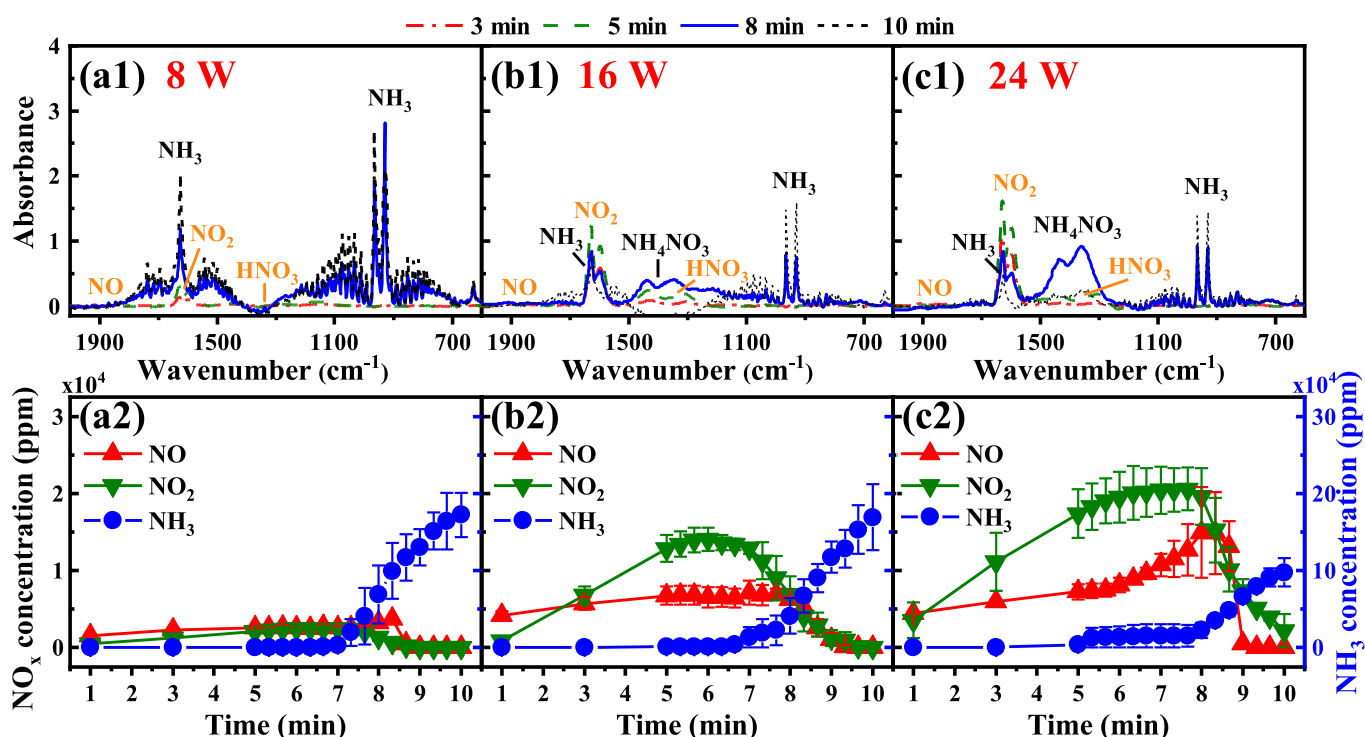 3 min 5 min 8 min 10 min
(a1) 8 W (b1) 16 W (c1) 24 W
Absorbance
4
3
2
1
0
NH₃
NH₃
NO₂
NO
HNO₃
NO₂
NH₃
NH₄NO₃
HNO₃
NH₃
NO
NO₂
NH₃
NH₄NO₃
HNO₃
NH₃
NO
1900 1500 1100 700 1900 1500 1100 700 1900 1500 1100 700
Wavenumber (cm⁻¹) Wavenumber (cm⁻¹) Wavenumber (cm⁻¹)
x10⁴ x10⁴
(a2) (b2) (c2)
NOₓ concentration (ppm)
3
2
1
0
NO
NO₂
NH₃
NO
NO₂
NH₃
NO
NO₂
NH₃
30
20
10
0
NH₃ concentration (ppm)
1 2 3 4 5 6 7 8 9 10 1 2 3 4 5 6 7 8 9 10 1 2 3 4 5 6 7 8 9 10
Time (min) Time (min) Time (min)